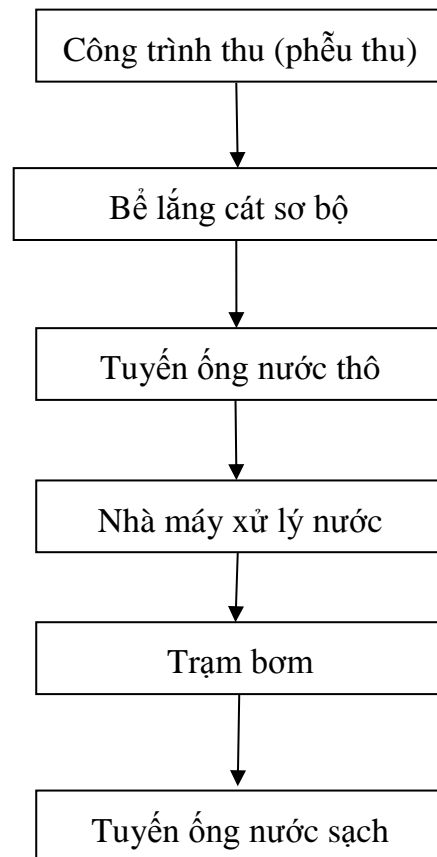 Công trình thu (phễu thu)
Bể lắng cát sơ bộ
Tuyến ống nước thô
Nhà máy xử lý nước
Trạm bơm
Tuyến ống nước sạch